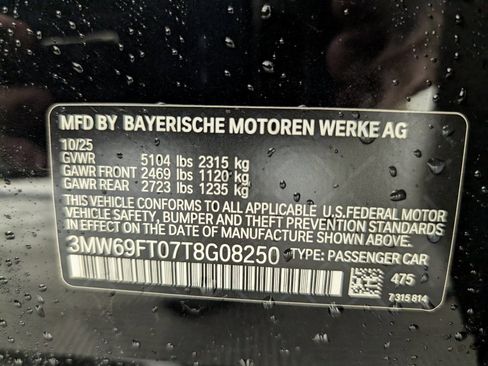 MFD BY BAYERISCHE MOTOREN WERKE AG
10/25
GVWR 5104 lbs 2315 kg
GAWR FRONT 2469 lbs 1120 kg
GAWR REAR 2723 lbs 1235 kg
THIS VEHICLE CONFORMS TO ALL APPLICABLE U.S.FEDERAL MOTOR
VEHICLE SAFETY, BUMPER AND THEFT PREVENTION STANDARDS
IN EFFECT ON THE DATE OF MANUFACTURE SHOWN ABOVE.
3MW69FT07T8G08250 TYPE: PASSENGER CAR
475
7 315 814